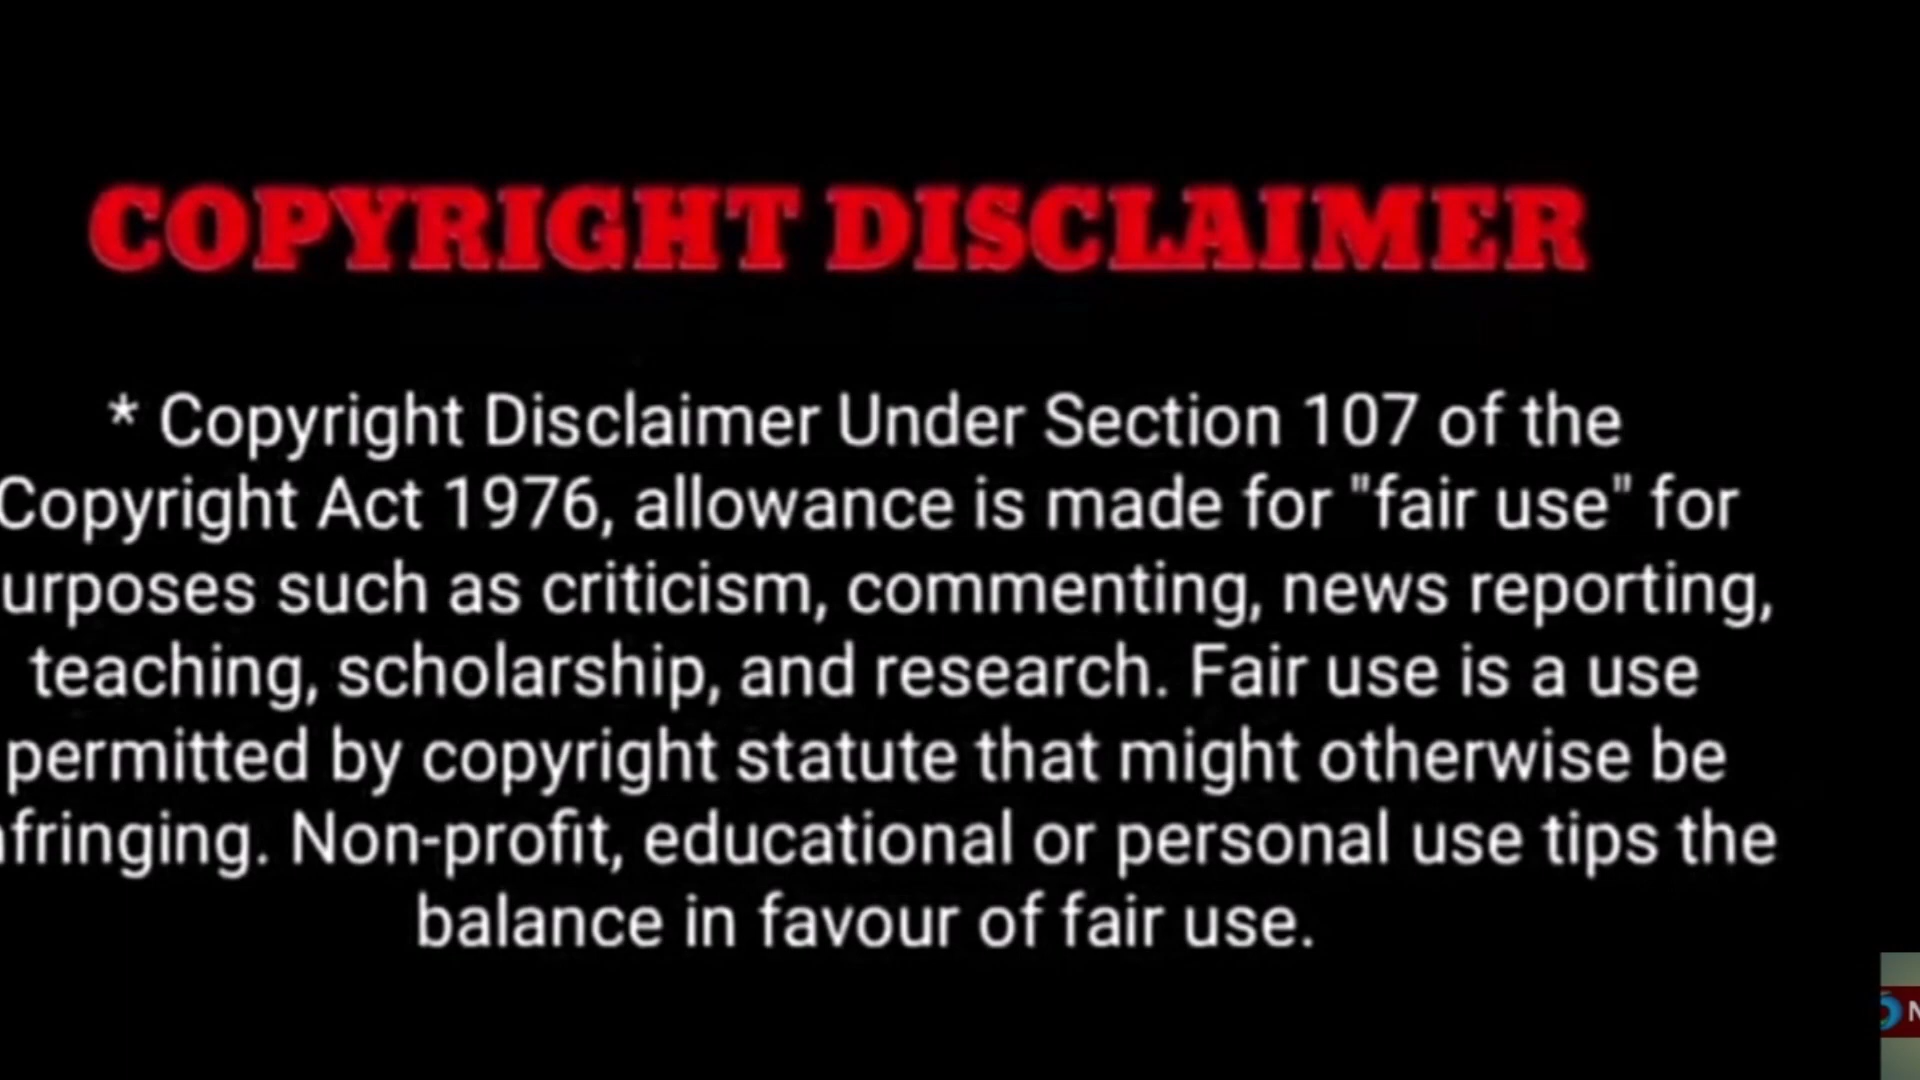 COPYRIGHT DISCLAIMER
* Copyright Disclaimer Under Section 107 of the
Copyright Act 1976, allowance is made for "fair use" for
urposes such as criticism, commenting, news reporting,
teaching, scholarship, and research. Fair use is a use
permitted by copyright statute that might otherwise be
nfringing. Non-profit, educational or personal use tips the
balance in favour of fair use.
N